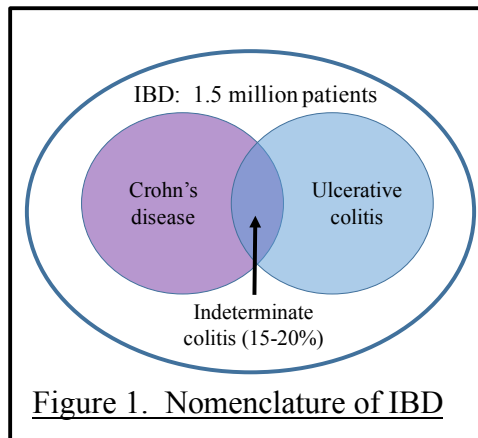 IBD:  1.5 million patients
Crohn’s
disease
Ulcerative
colitis
Indeterminate
colitis (15-20%)
Figure 1.  Nomenclature of IBD